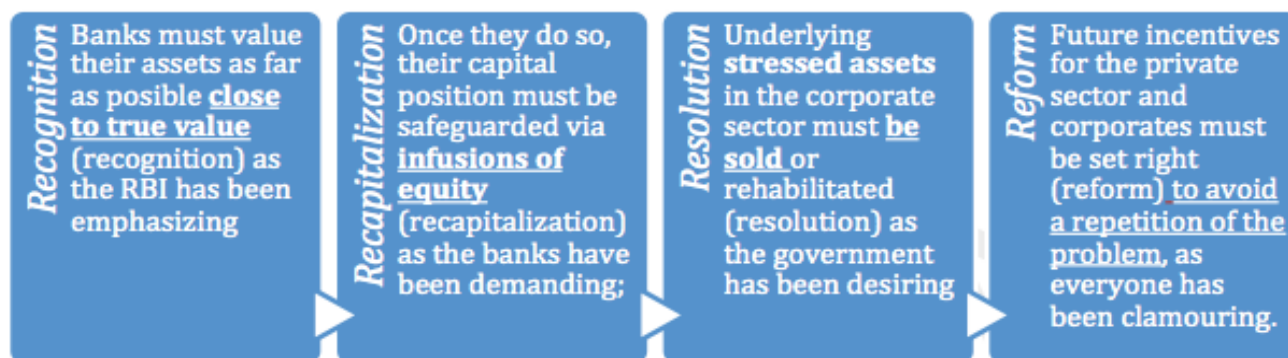 Recognition
Banks must value
their assets as far
as posible close
to true value
(recognition) as
the RBI has been
emphasizing
Recapitalization
Once they do so,
their capital
position must be
safeguarded via
infusions of
equity
(recapitalization)
as the banks have
been demanding;
Resolution
Underlying
stressed assets
in the corporate
sector must be
sold or
rehabilitated
(resolution) as
the government
has been desiring
Reform
Future incentives
for the private
sector and
corporates must
be set right
(reform) to avoid
a repetition of the
problem, as
everyone has
been clamouring.